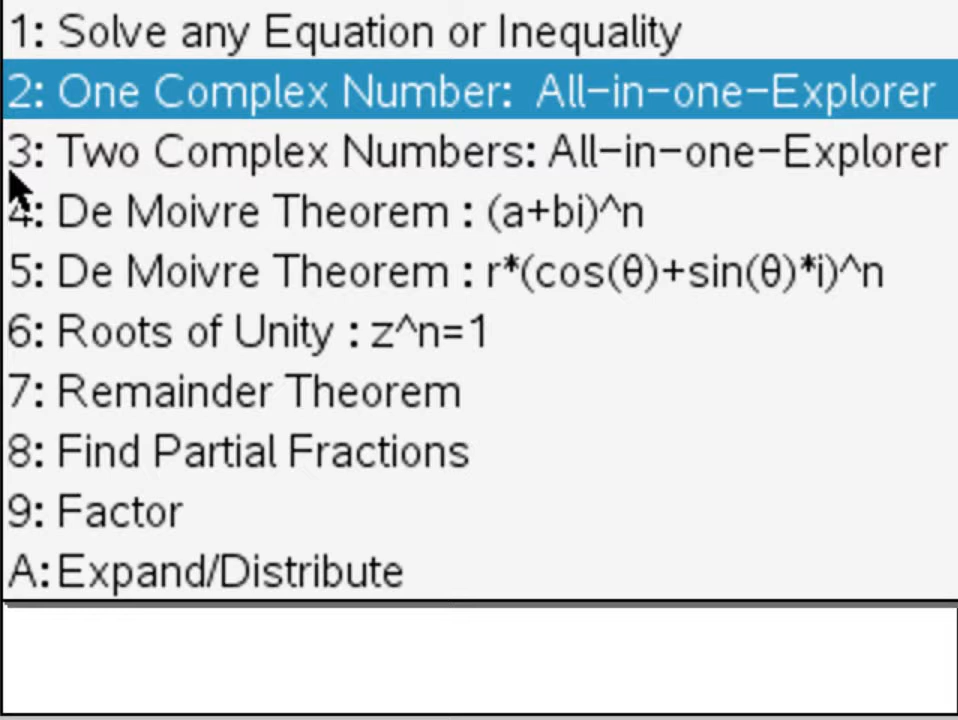 1: Solve any Equation or Inequality
2: One Complex Number: All-in-one-Explorer
3: Two Complex Numbers: All-in-one-Explorer
4: De Moivre Theorem : (a+bi)^n
5: De Moivre Theorem : r*(cos(θ)+sin(θ)*i)^n
6: Roots of Unity : z^n=1
7: Remainder Theorem
8: Find Partial Fractions
9: Factor
A: Expand/Distribute